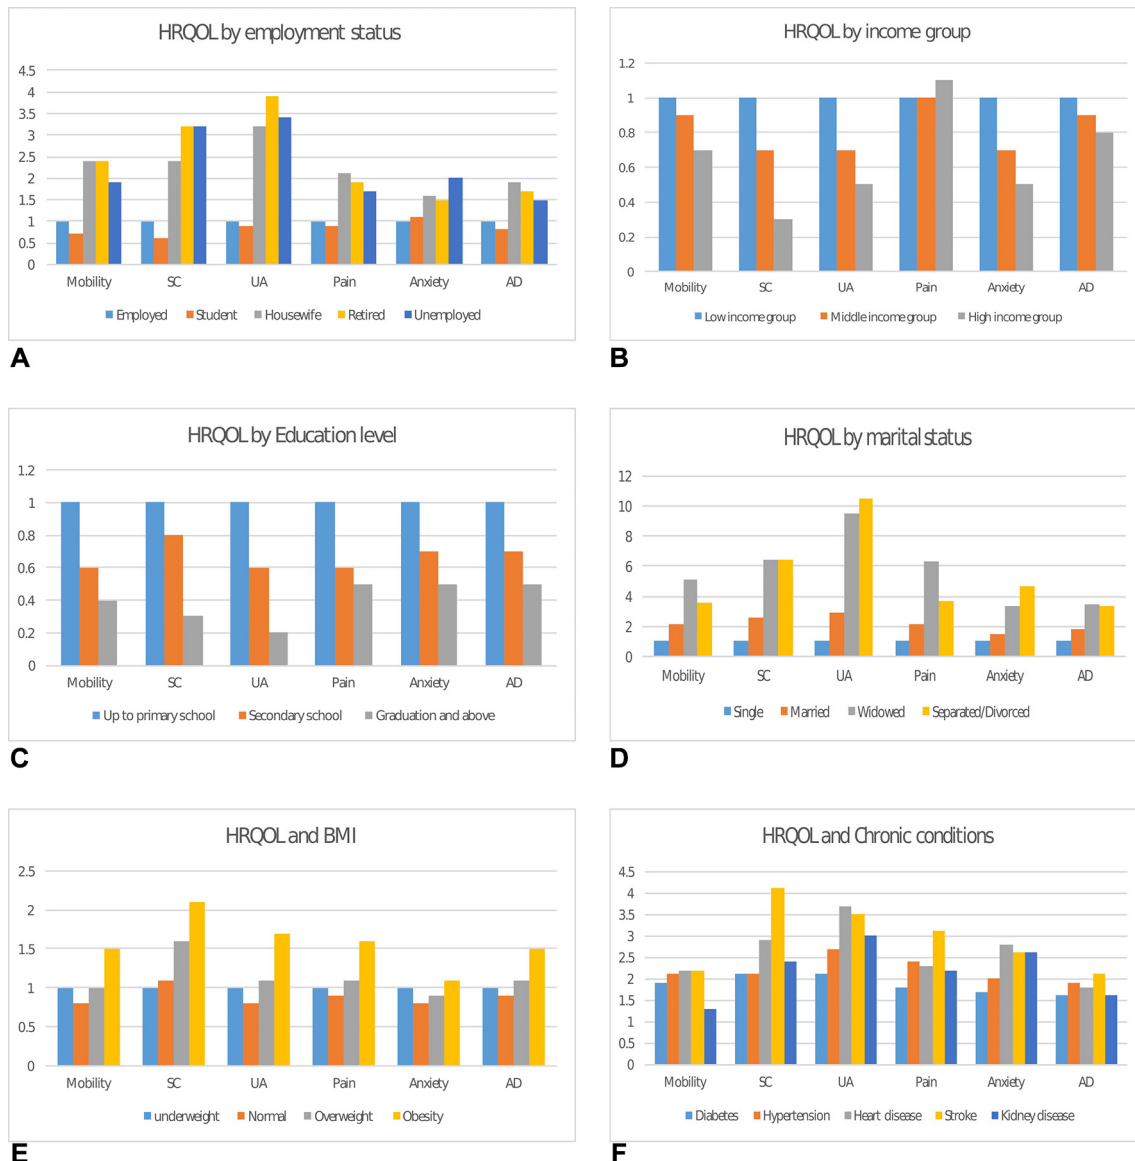 HRQOL by employment status
4.5
4
3.5
3
2.5
2
1.5
1
0.5
0
Mobility SC UA Pain Anxiety AD
Employed Student Housewife Retired Unemployed
A
HRQOL by income group
1.2
1
0.8
0.6
0.4
0.2
0
Mobility SC UA Pain Anxiety AD
Low income group Middle income group High income group
B
HRQOL by Education level
1.2
1
0.8
0.6
0.4
0.2
0
Mobility SC UA Pain Anxiety AD
Up to primary school Secondary school Graduation and above
C
HRQOL by marital status
12
10
8
6
4
2
0
Mobility SC UA Pain Anxiety AD
Single Married Widowed Separated/Divorced
D
HRQOL and BMI
2.5
2
1.5
1
0.5
0
Mobility SC UA Pain Anxiety AD
underweight Normal Overweight Obesity
E
HRQOL and Chronic conditions
4.5
4
3.5
3
2.5
2
1.5
1
0.5
0
Mobility SC UA Pain Anxiety AD
Diabetes Hypertension Heart disease Stroke Kidney disease
F